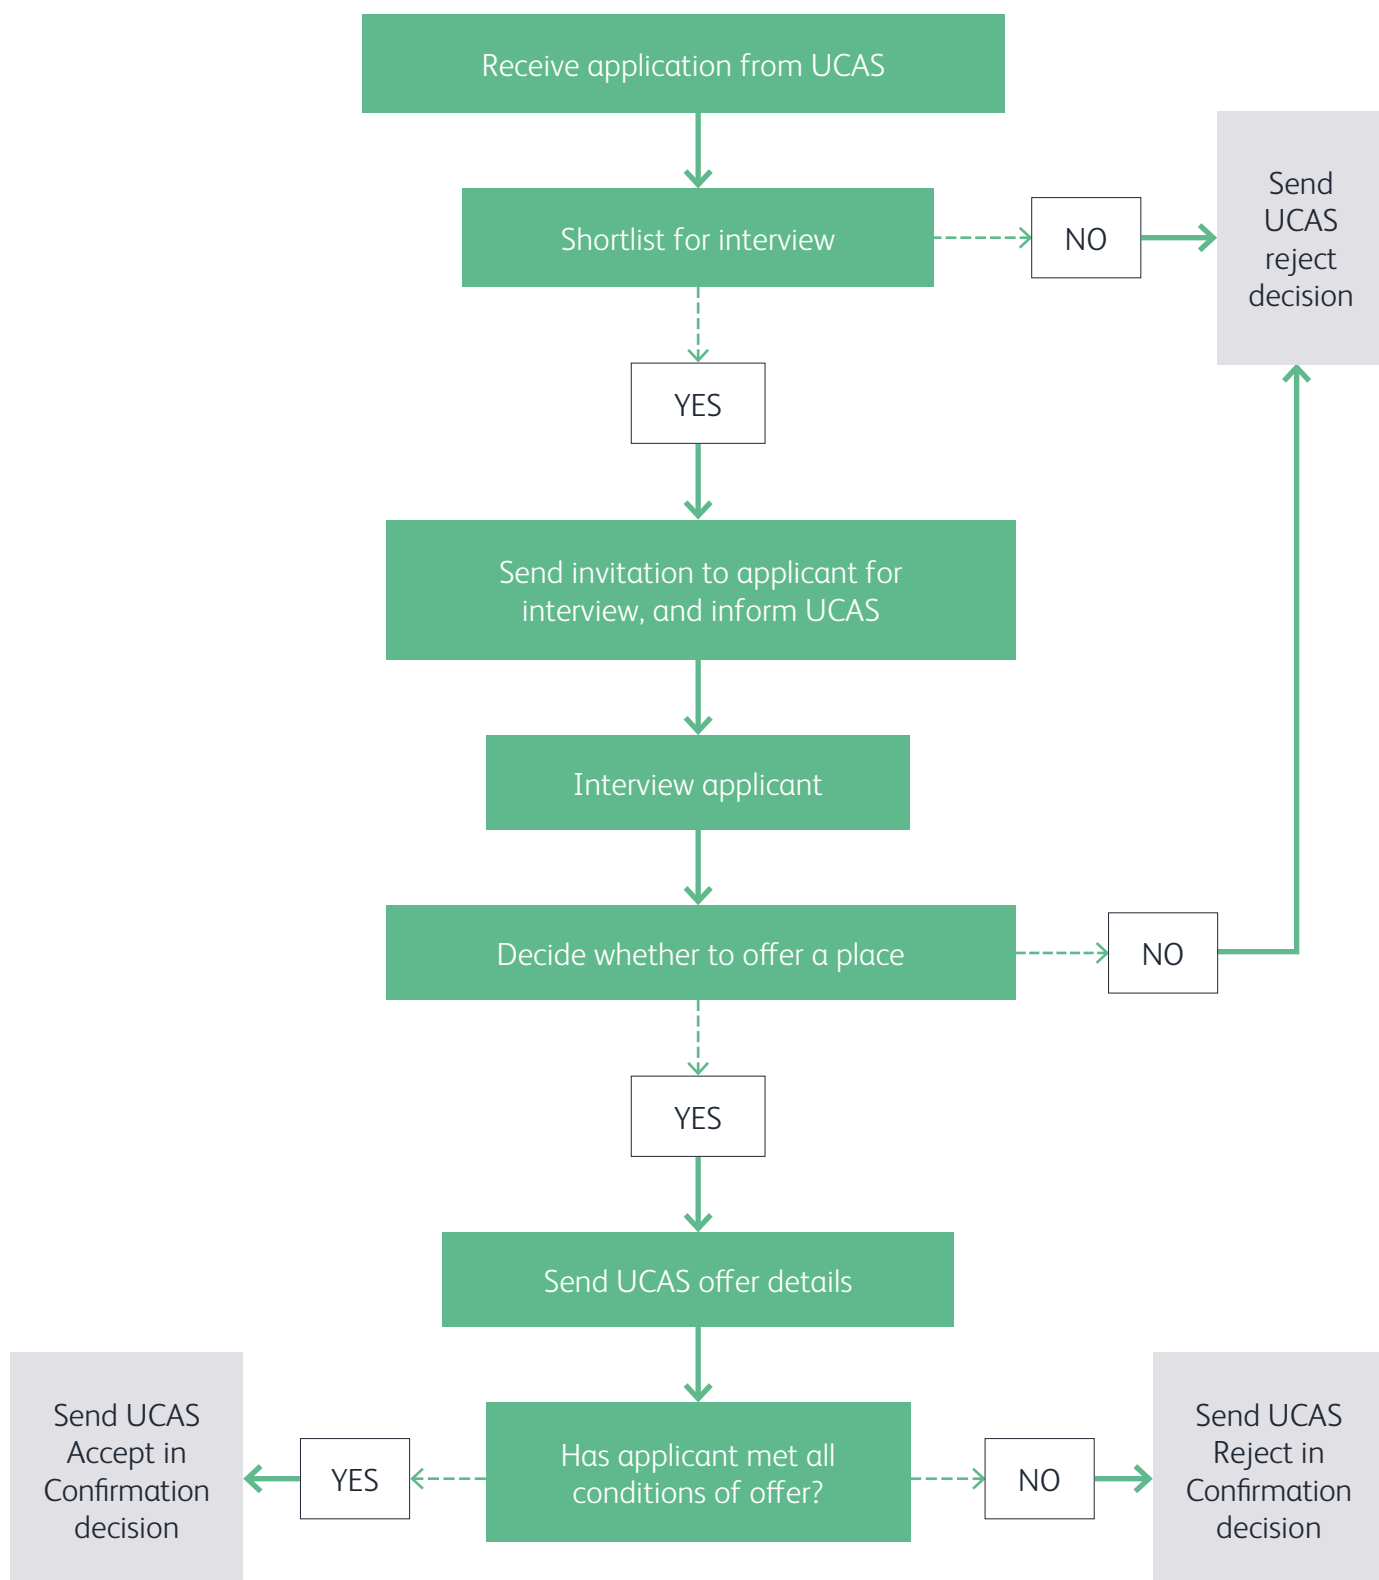 Receive application from UCAS
Shortlist for interview
NO
Send
UCAS
reject
decision
YES
Send invitation to applicant for
interview, and inform UCAS
Interview applicant
Decide whether to offer a place
NO
YES
Send UCAS offer details
Has applicant met all
conditions of offer?
YES
Send UCAS
Accept in
Confirmation
decision
NO
Send UCAS
Reject in
Confirmation
decision